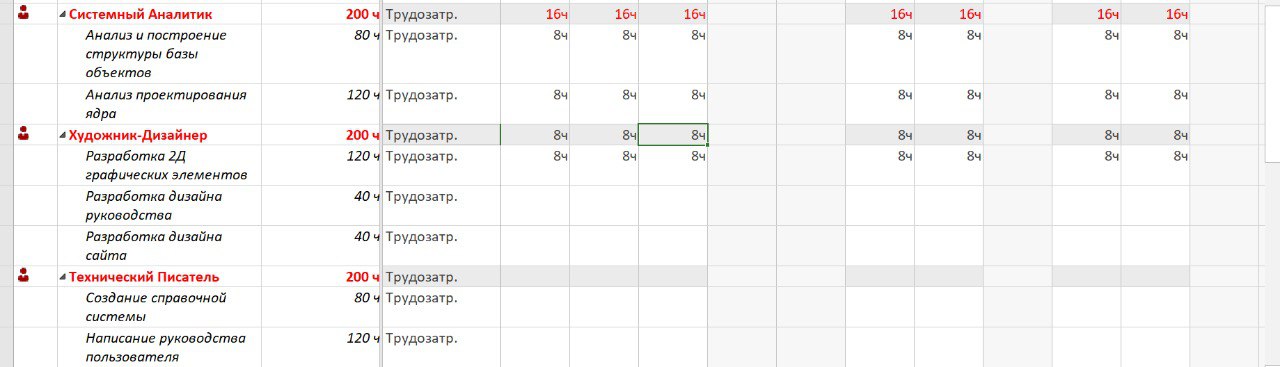 Системный Аналитик 200 ч Трудозатр. 16ч 16ч 16ч 16ч 16ч 16ч 16ч
Анализ и построение 80 ч Трудозатр. 8ч 8ч 8ч 8ч 8ч 8ч 8ч
структуры базы
объектов
Анализ проектирования 120 ч Трудозатр. 8ч 8ч 8ч 8ч 8ч 8ч 8ч
ядра
Художник-Дизайнер 200 ч Трудозатр. 8ч 8ч 8ч 8ч 8ч 8ч 8ч
Разработка 2Д 120 ч Трудозатр. 8ч 8ч 8ч 8ч 8ч 8ч 8ч
графических элементов
Разработка дизайна 40 ч Трудозатр.
руководства
Разработка дизайна 40 ч Трудозатр.
сайта
Технический Писатель 200 ч Трудозатр.
Создание справочной 80 ч Трудозатр.
системы
Написание руководства 120 ч Трудозатр.
пользователя